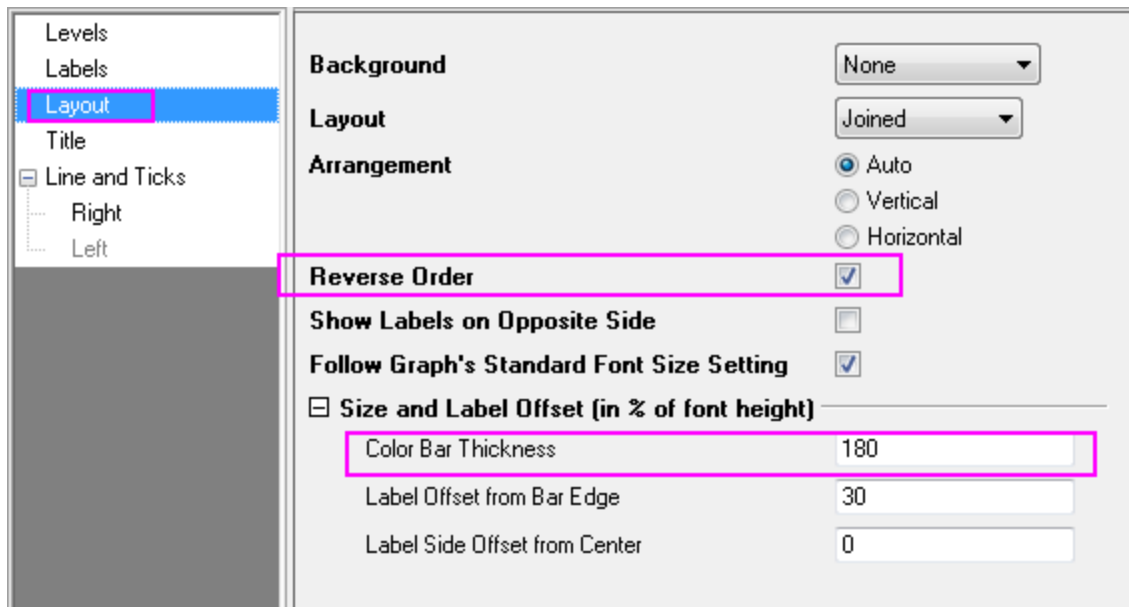 Levels
Labels
Layout
Title
Line and Ticks
Right
Left
Background None
Layout Joined
Arrangement Auto
Vertical
Horizontal
Reverse Order
Show Labels on Opposite Side
Follow Graph's Standard Font Size Setting
Size and Label Offset (in % of font height)
Color Bar Thickness 180
Label Offset from Bar Edge 30
Label Side Offset from Center 0